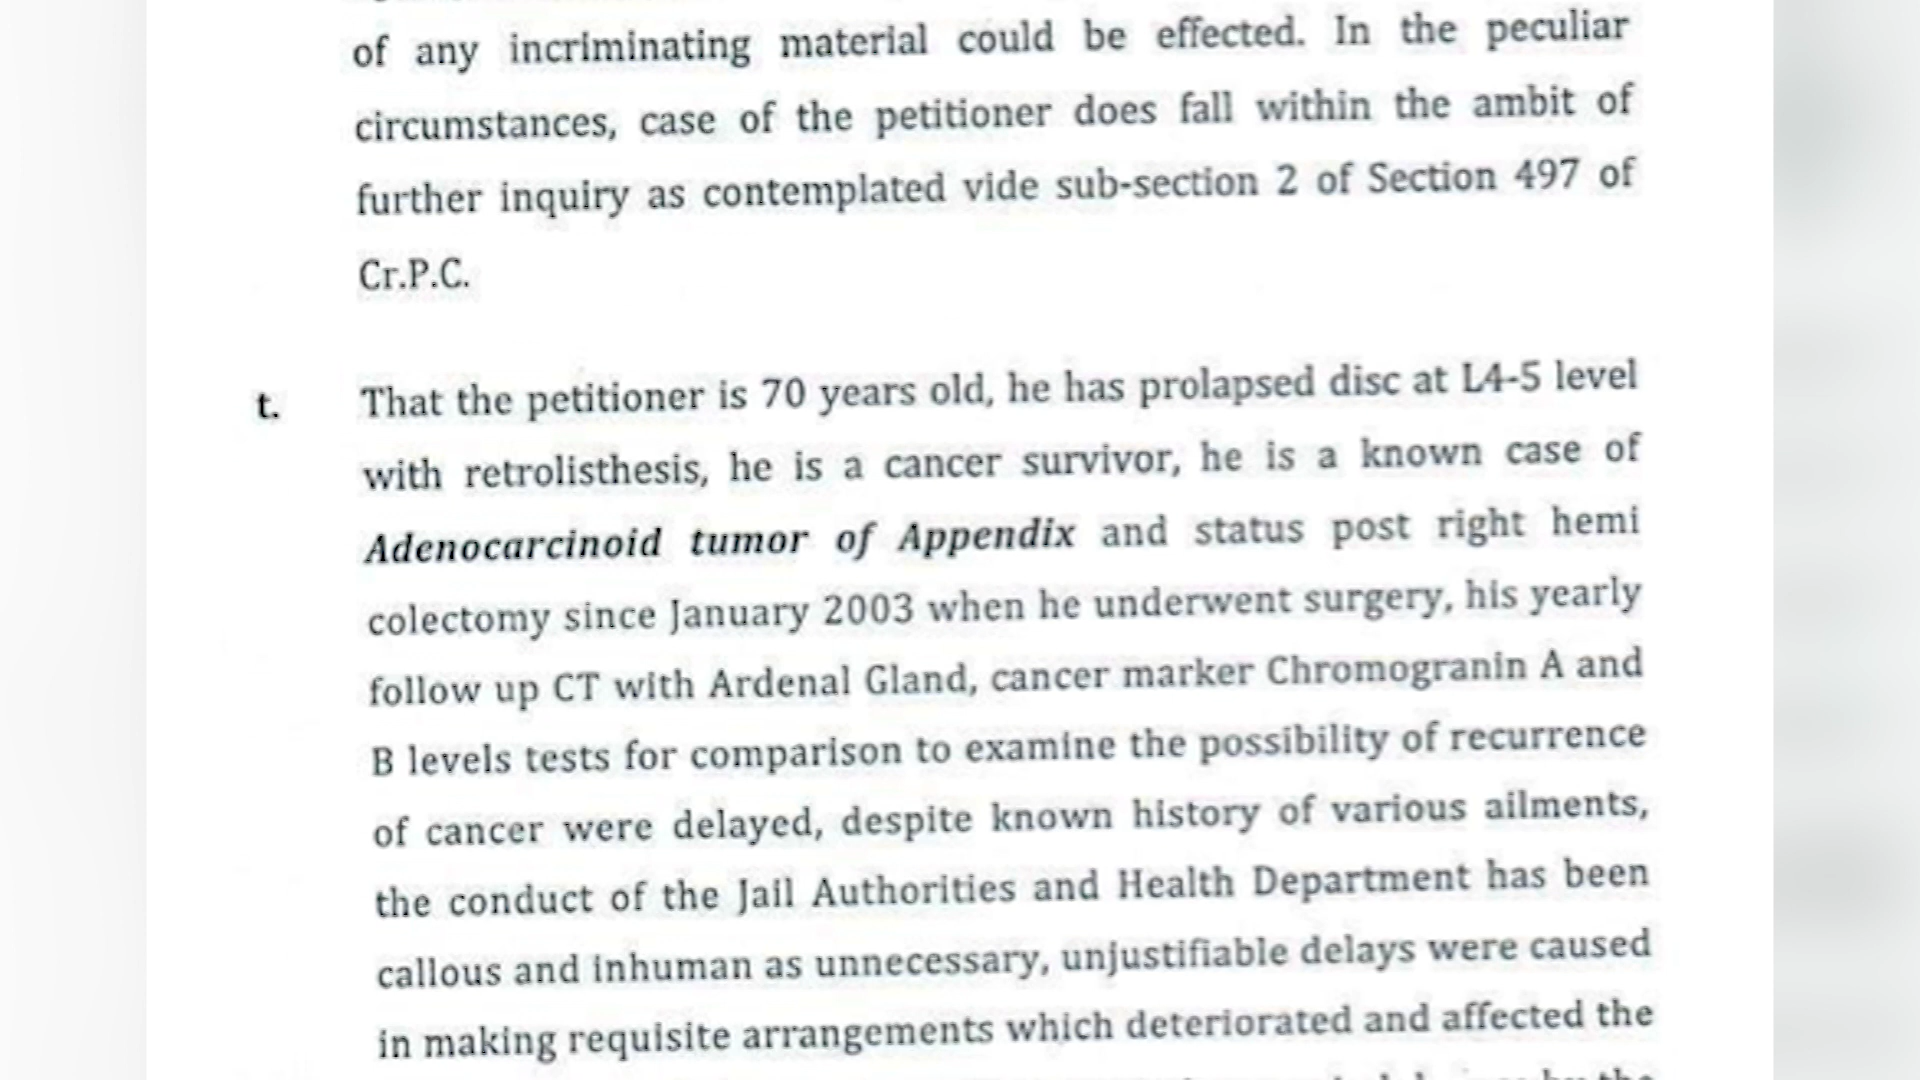 of any incriminating material could be effected. In the peculiar
circumstances, case of the petitioner does fall within the ambit of
further inquiry as contemplated vide sub-section 2 of Section 497 of
Cr.P.C.
t. That the petitioner is 70 years old, he has prolapsed disc at L4-5 level
with retrolisthesis, he is a cancer survivor, he is a known case of
Adenocarcinoid tumor of Appendix and status post right hemi
colectomy since January 2003 when he underwent surgery, his yearly
follow up CT with Ardenal Gland, cancer marker Chromogranin A and
B levels tests for comparison to examine the possibility of recurrence
of cancer were delayed, despite known history of various ailments,
the conduct of the Jail Authorities and Health Department has been
callous and inhuman as unnecessary, unjustifiable delays were caused
in making requisite arrangements which deteriorated and affected the